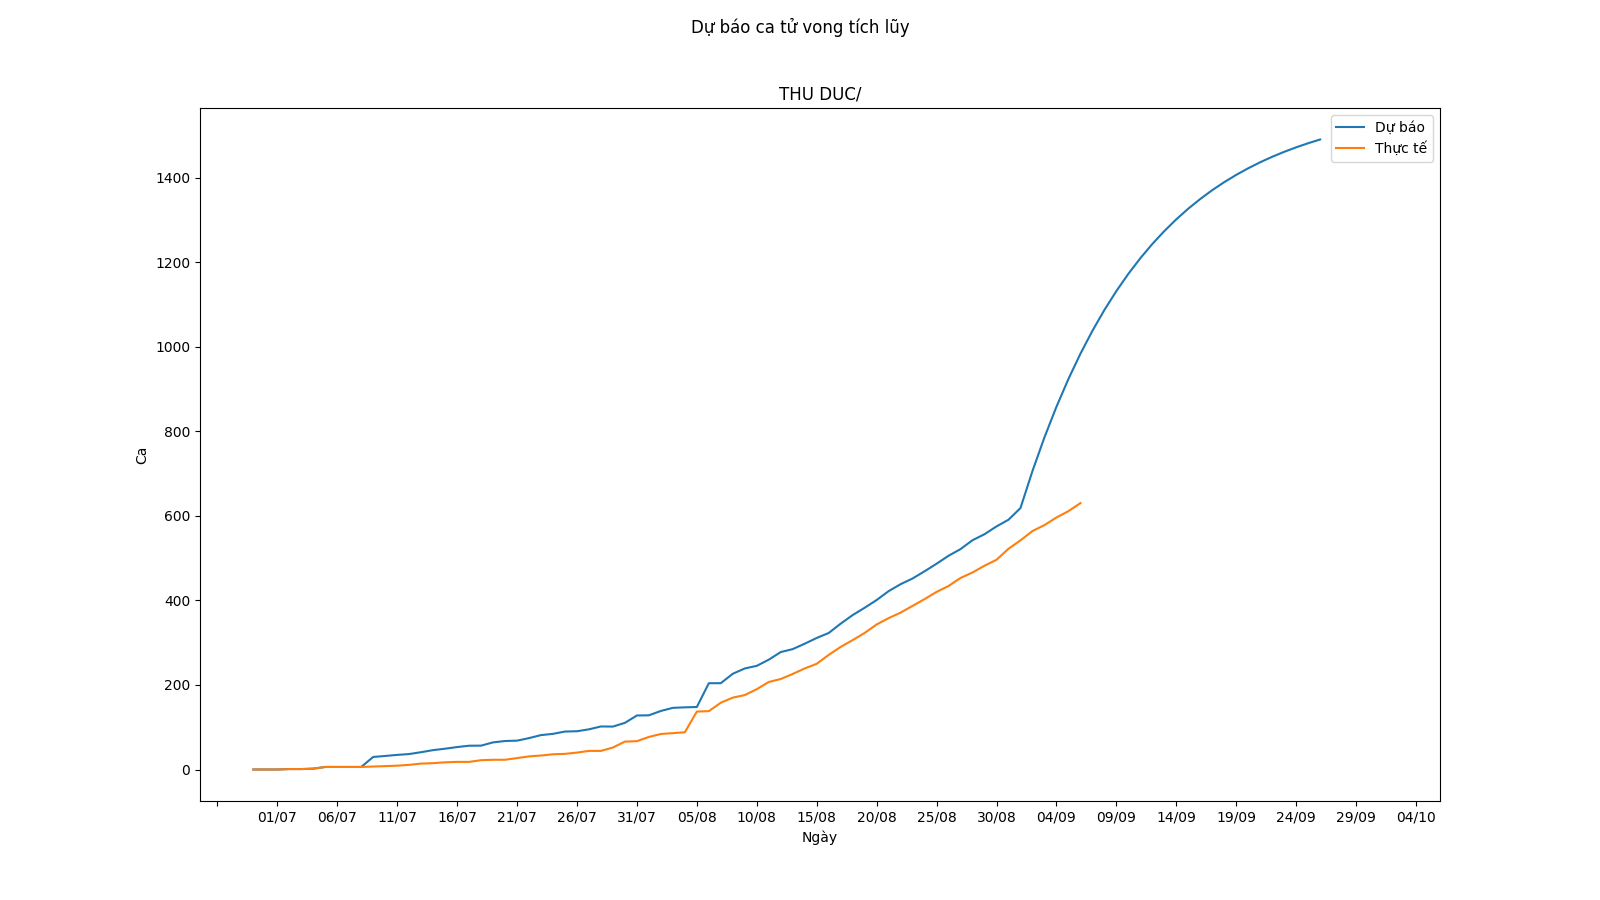 Dự báo ca tử vong tích lũy
THU DUC/
Dự báo
Thực tế
1400
1200
1000
800
600
400
200
0
Ca
01/07 06/07 11/07 16/07 21/07 26/07 31/07 05/08 10/08 15/08 20/08 25/08 30/08 04/09 09/09 14/09 19/09 24/09 29/09 04/10
Ngày